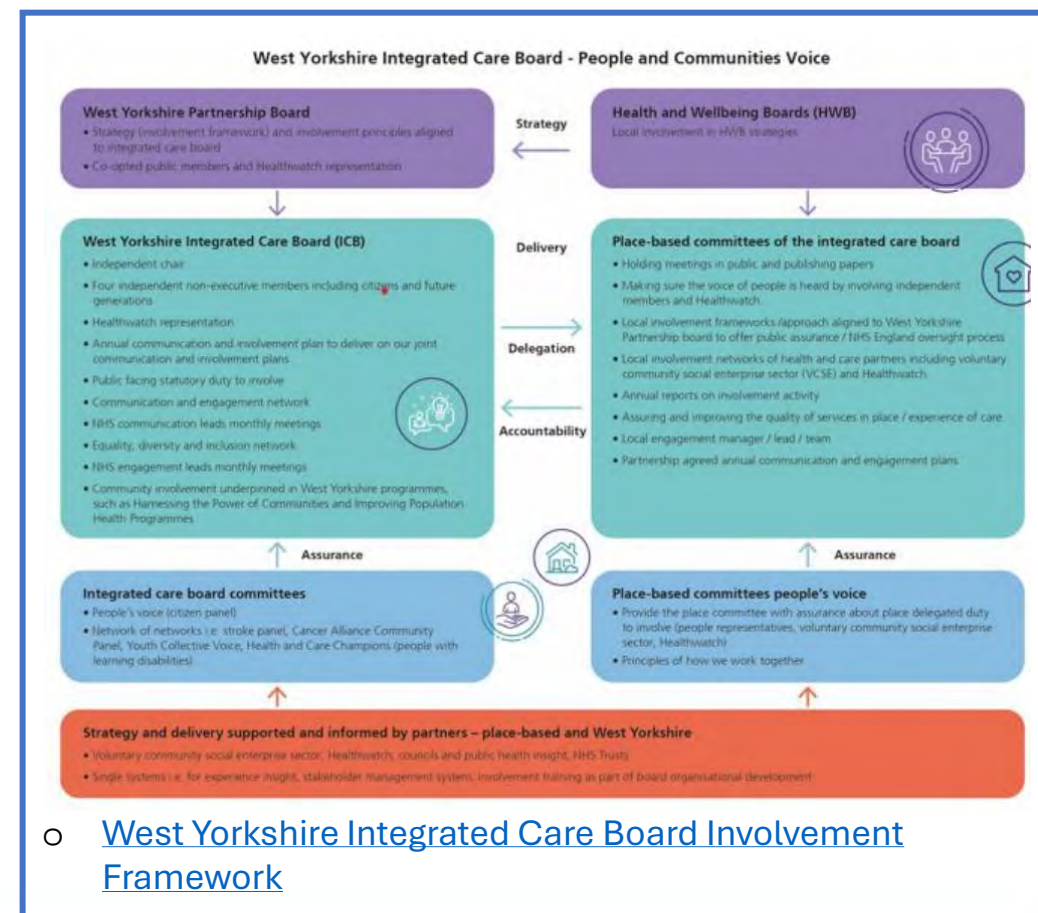 West Yorkshire Integrated Care Board - People and Communities Voice
West Yorkshire Partnership Board
• Strategy (involvement framework) and involvement principles aligned
to integrated care board
• Co-opted public members and Healthwatch representation
Strategy
Health and Wellbeing Boards (HWB)
Local involvement in HWB strategies
West Yorkshire Integrated Care Board (ICB)
• Independent chair
• Four independent non-executive members including citizens and future
generations
• Healthwatch representation
• Annual communication and involvement plan to deliver on our joint
communication and involvement plans
• Public facing statutory duty to involve
• Communication and engagement network
• NHS communication leads monthly meetings
• Equality, diversity and inclusion network
• NHS engagement leads monthly meetings
• Community involvement underpinned in West Yorkshire programmes,
such as Harnessing the Power of Communities and Improving Population
Health Programmes
Delivery
Delegation
Accountability
Place-based committees of the integrated care board
• Holding meetings in public and publishing papers
• Making sure the voice of people is heard by involving independent
members and Healthwatch
• Local involvement frameworks /approach aligned to West Yorkshire
Partnership board to offer public assurance / NHS England oversight process
• Local involvement networks of health and care partners including voluntary
community social enterprise sector (VCSE) and Healthwatch
• Annual reports on involvement activity
• Assuring and improving the quality of services in place / experience of care
• Local engagement manager / lead / team
• Partnership agreed annual communication and engagement plans
Assurance
Assurance
Integrated care board committees
• People's voice (citizen panel)
• Network of networks i.e. stroke panel, Cancer Alliance Community
Panel, Youth Collective Voice, Health and Care Champions (people with
learning disabilities)
Place-based committees people's voice
• Provide the place committee with assurance about place delegated duty
to involve (people representatives, voluntary community social enterprise
sector, Healthwatch)
• Principles of how we work together
Strategy and delivery supported and informed by partners – place-based and West Yorkshire
• Voluntary community social enterprise sector, Healthwatch, councils and public health insight, NHS Trusts
• Single systems i.e. for experience insight, stakeholder management system, involvement training as part of board organisational development
o West Yorkshire Integrated Care Board Involvement
Framework